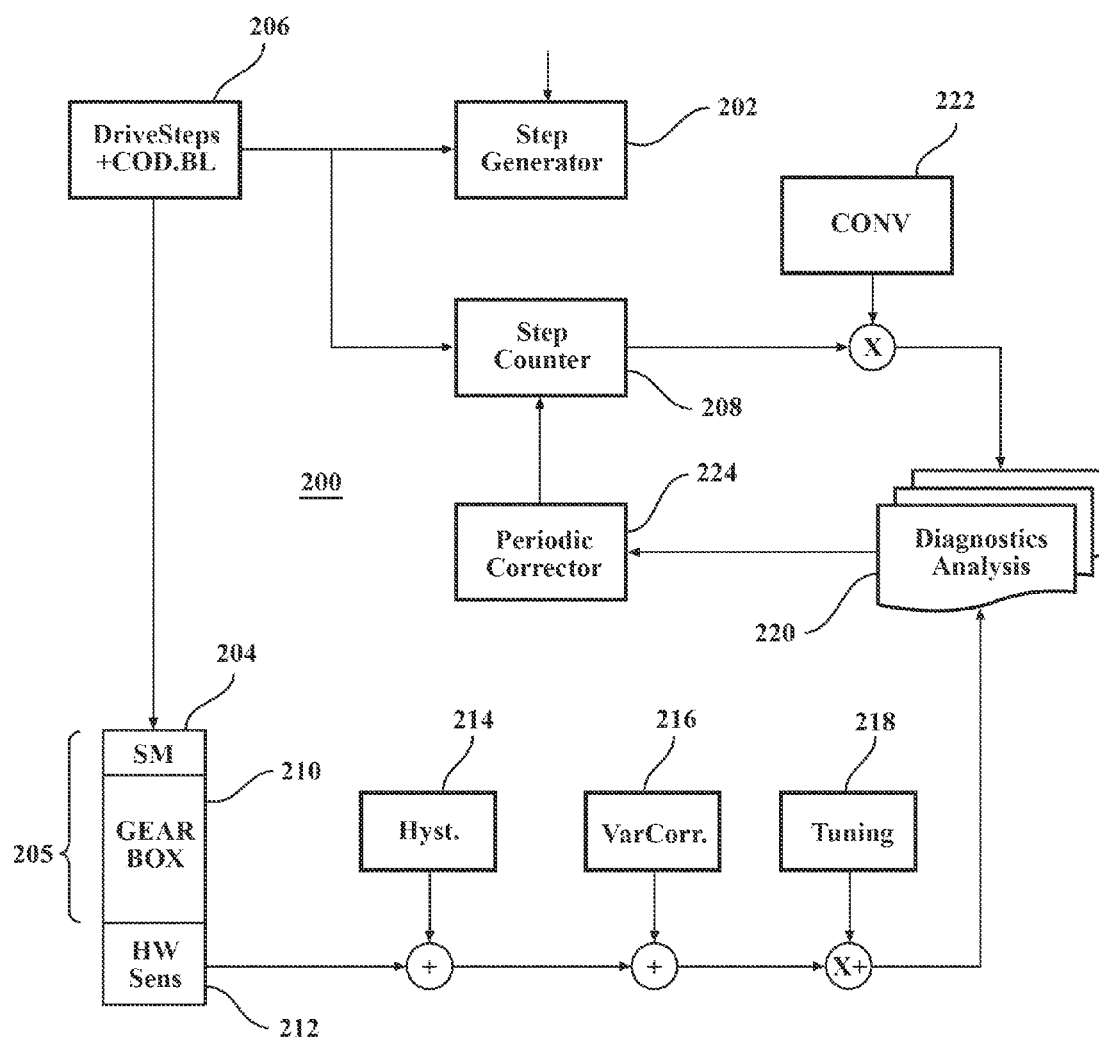 206
DriveSteps
+COD.BL
Step
Generator
202
222
CONV
Step
Counter
X
208
200
224
Periodic
Corrector
Diagnostics
Analysis
220
204
SM
205
210
GEAR
BOX
HW
Sens
212
214
Hyst.
+
216
VarCorr.
+
218
Tuning
X+